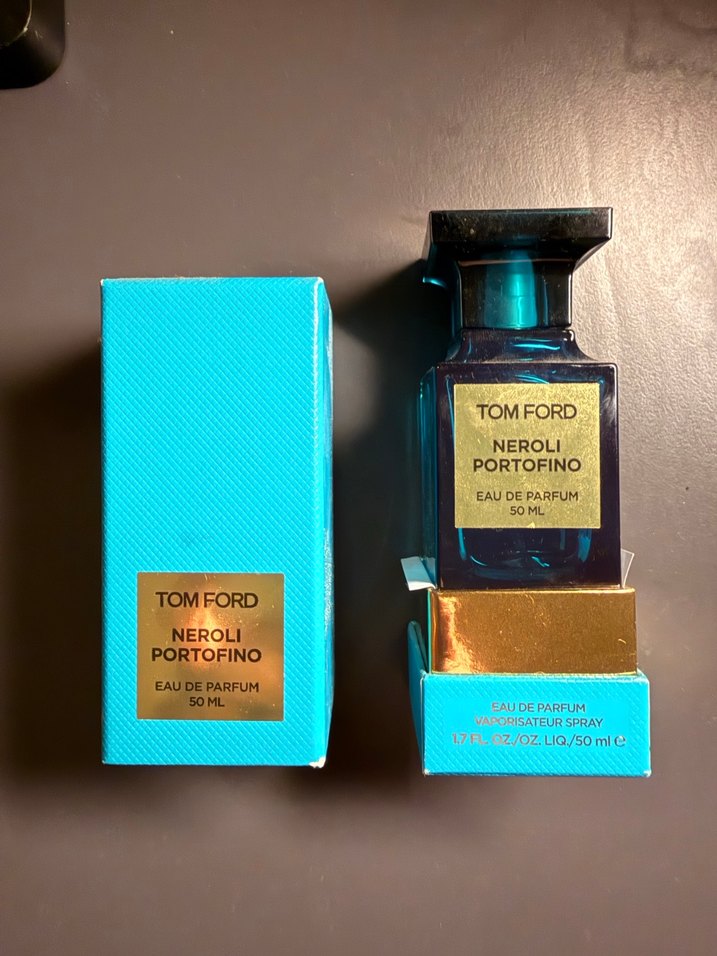 TOM FORD
NEROLI
PORTOFINO
EAU DE PARFUM
50 ML
TOM FORD
NEROLI
PORTOFINO
EAU DE PARFUM
50 ML
EAU DE PARFUM
VAPORISATEUR SPRAY
1.7 FL. OZ./OZ. LIQ./50 ml ℮